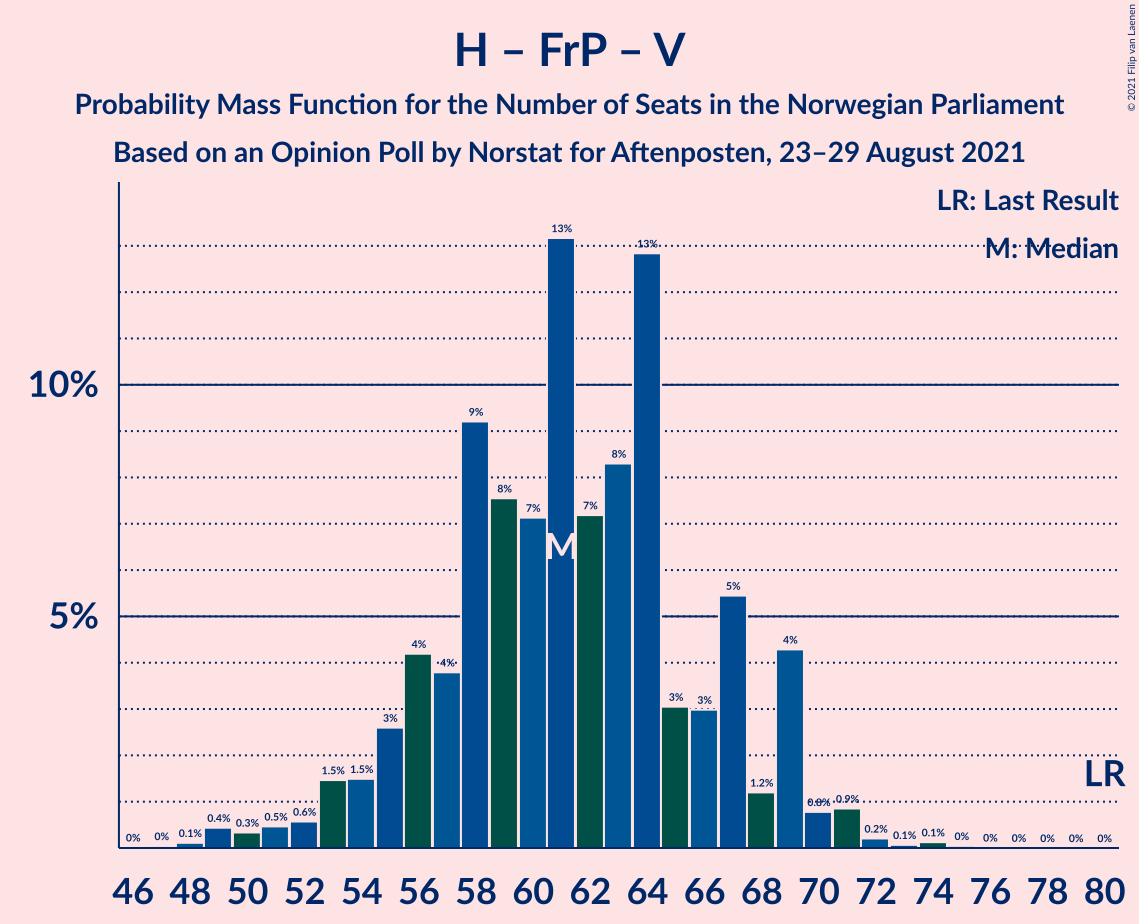 H – FrP – V
Probability Mass Function for the Number of Seats in the Norwegian Parliament
Based on an Opinion Poll by Norstat for Aftenposten, 23–29 August 2021
© 2021 Filip van Laenen
LR: Last Result
M: Median
10%
5%
0% 0% 0.1% 0.4% 0.3% 0.5% 0.6% 1.5% 1.5% 3% 4% 4% 9% 8% 7% 13% 7% 8% 13% 3% 3% 5% 1.2% 4% 0.8% 0.9% 0.2% 0.1% 0.1% 0% 0% 0% 0% 0% 0%
M
LR
46 48 50 52 54 56 58 60 62 64 66 68 70 72 74 76 78 80